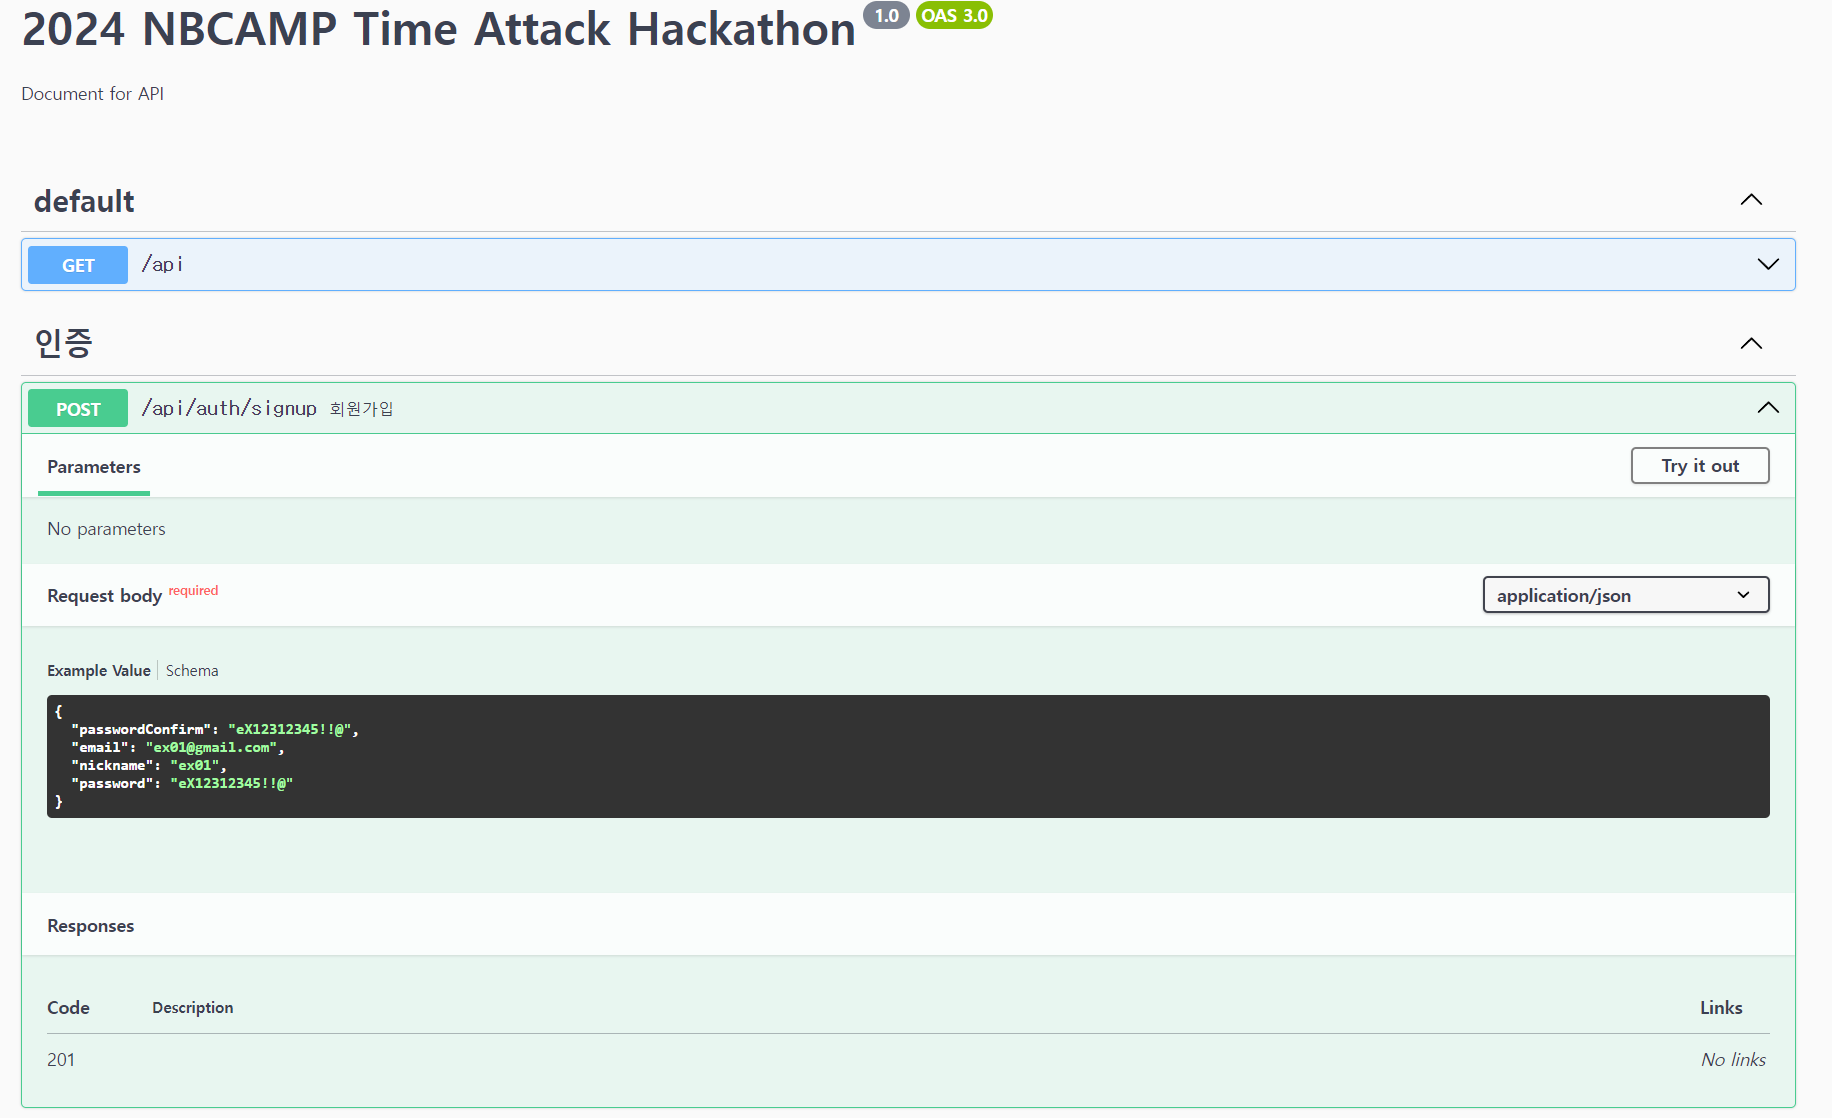 2024 NBCAMP Time Attack Hackathon 1.0 OAS 3.0
Document for API
default
GET /api
인증
POST /api/auth/signup 회원가입
Parameters Try it out
No parameters
Request body required application/json
Example Value Schema
{
"passwordConfirm": "eX12312345!!@",
"email": "ex01@gmail.com",
"nickname": "ex01",
"password": "eX12312345!!@"
}
Responses
Code Description Links
201 No links